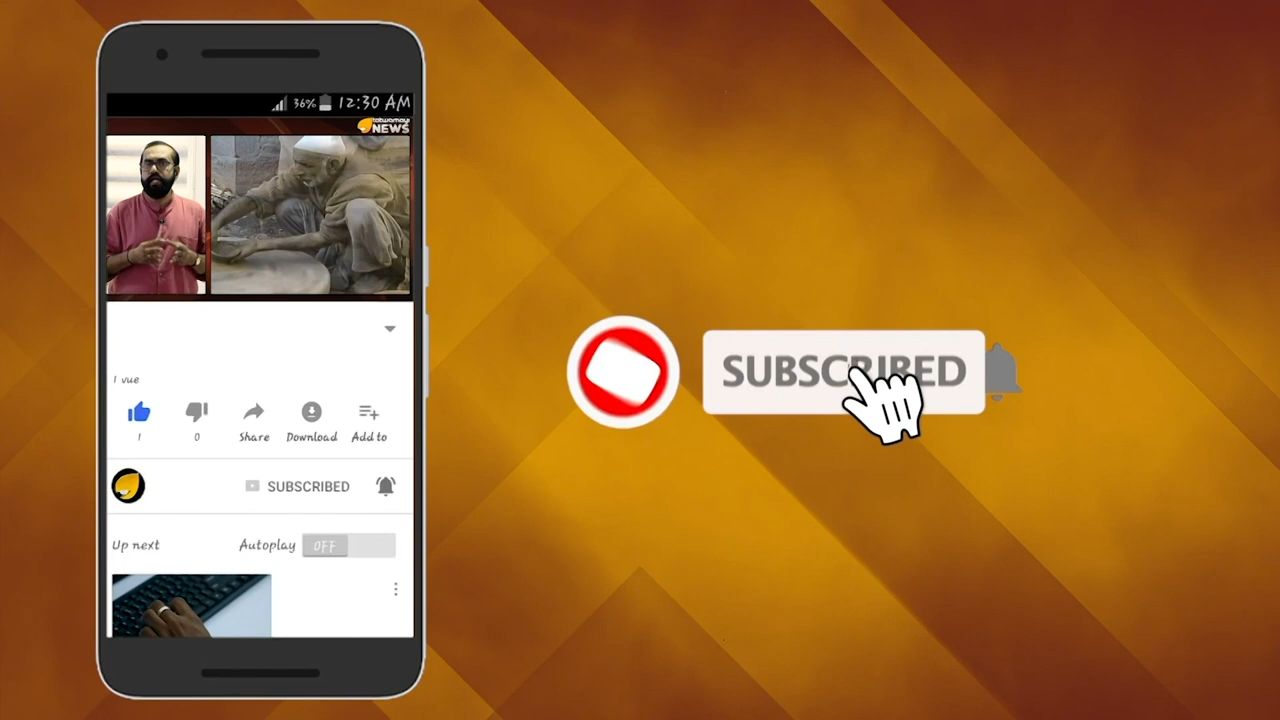 36% 12:30 AM
tatwamayi
NEWS
1 vue
1
0
Share
Download
Add to
SUBSCRIBED
Up next
Autoplay
OFF
SUBSCRIBED